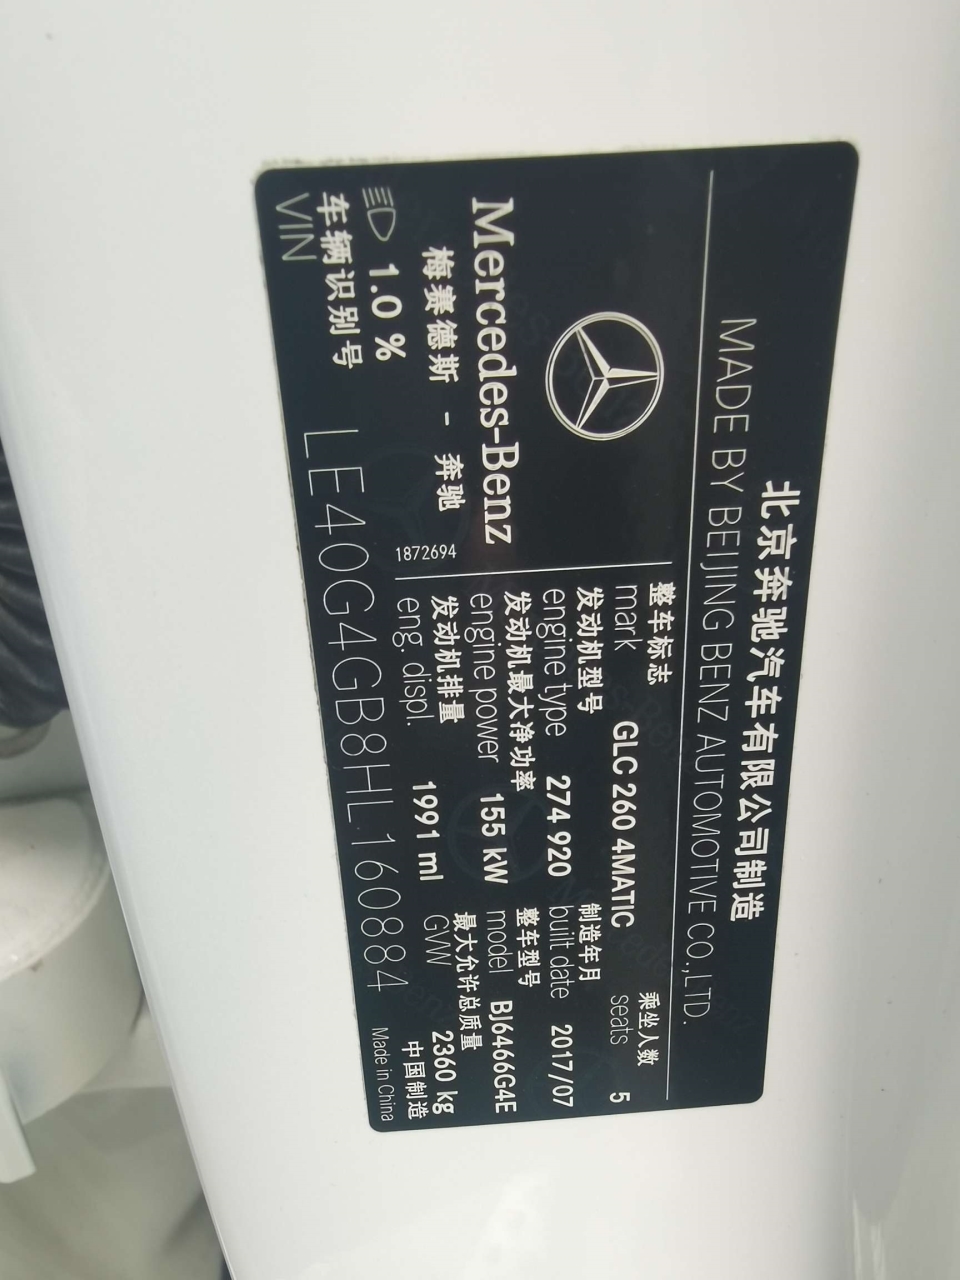 北京奔驰汽车有限公司制造
MADE BY BEIJING BENZ AUTOMOTIVE CO.,LTD.
Mercedes-Benz
梅赛德斯 - 奔驰
1.0 %
1872694
整车标志
mark GLC 260 4MATIC
乘坐人数
seats 5
发动机型号
engine type 274 920
制造年月
built date 2017/07
发动机最大净功率
engine power 155 kW
整车型号
model BJ6466G4E
发动机排量
eng. displ. 1991 ml
最大允许总质量
GVW 2360 kg
车辆识别号
VIN LE40G4GB8HL160884
中国制造
Made in China